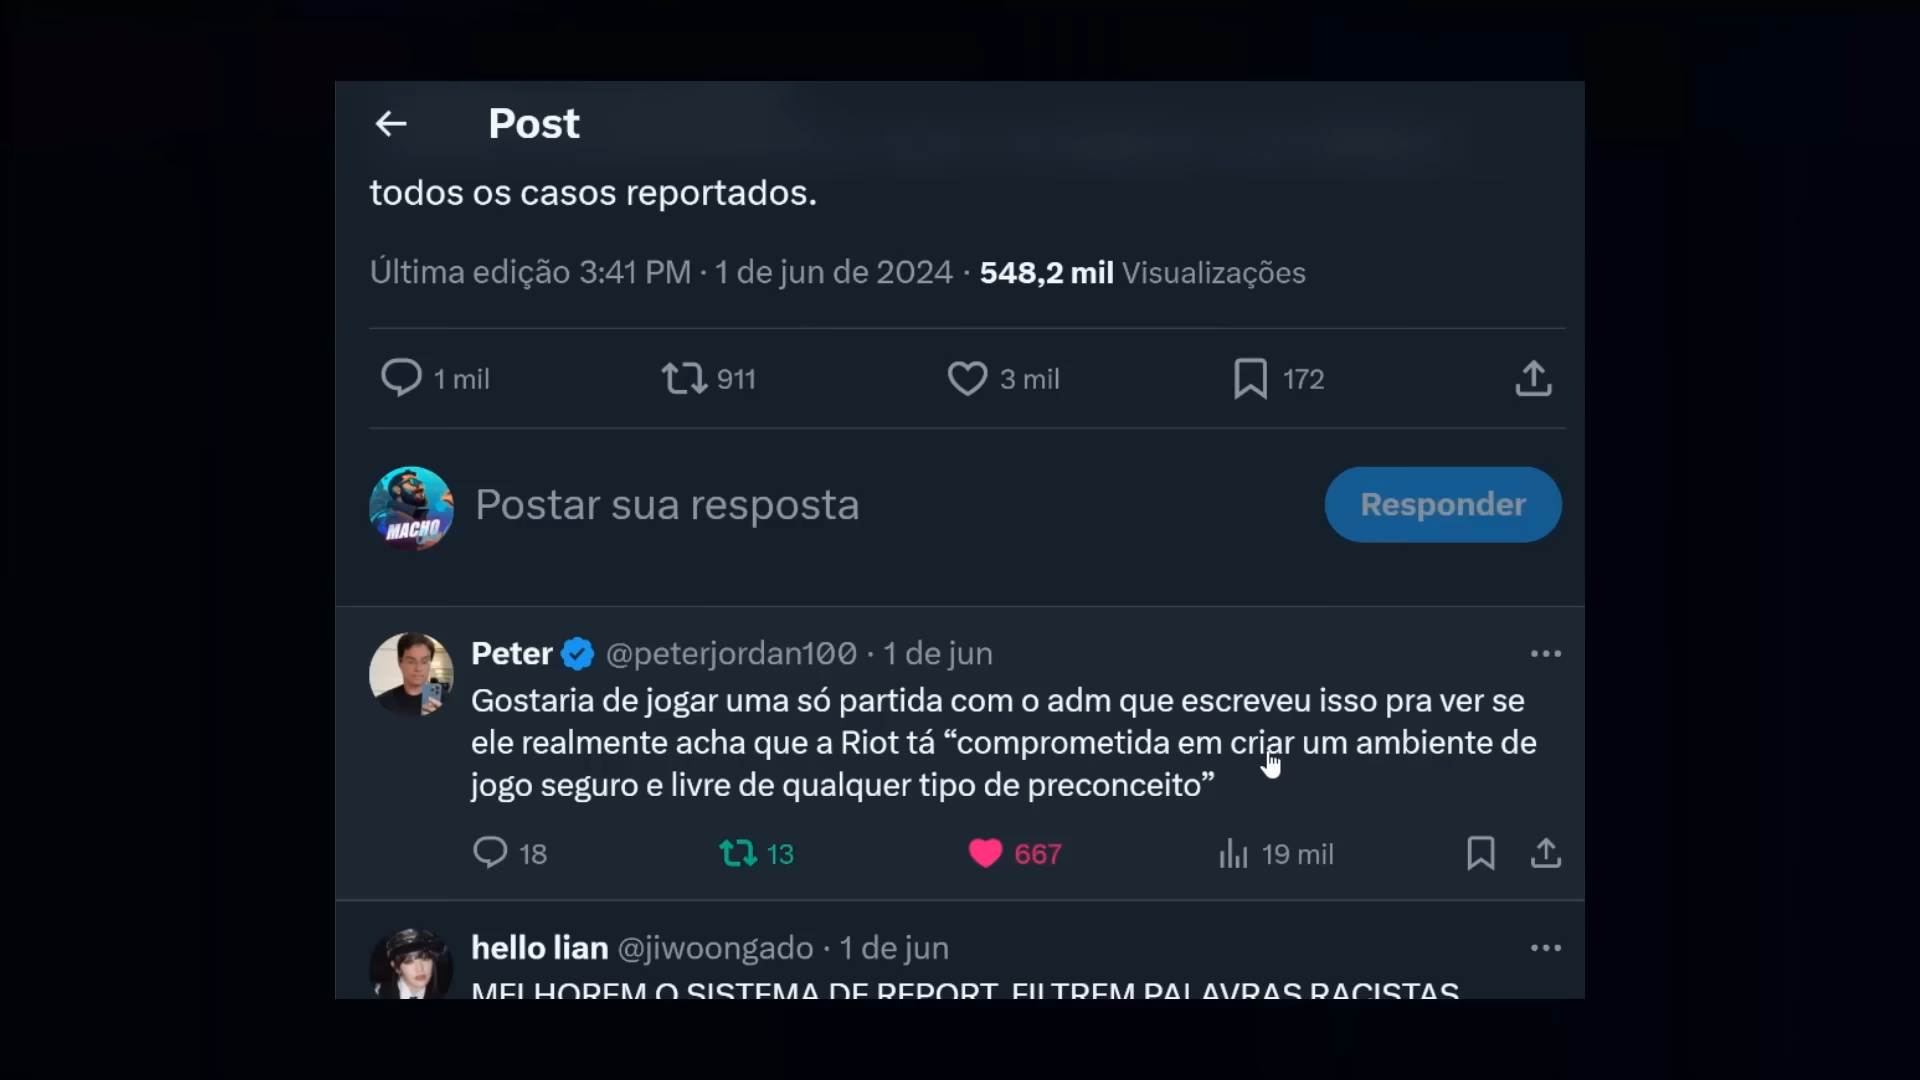 Post
todos os casos reportados.
Última edição 3:41 PM · 1 de jun de 2024 · 548,2 mil Visualizações
1 mil 911 3 mil 172
MACHO
Postar sua resposta
Responder
Peter @peterjordan100 · 1 de jun
Gostaria de jogar uma só partida com o adm que escreveu isso pra ver se
ele realmente acha que a Riot tá “comprometida em criar um ambiente de
jogo seguro e livre de qualquer tipo de preconceito”
18 13 667 19 mil
hello lian @jiwoongado · 1 de jun
MELHOREM O SISTEMA DE REPORT, FILTREM PALAVRAS RACISTAS